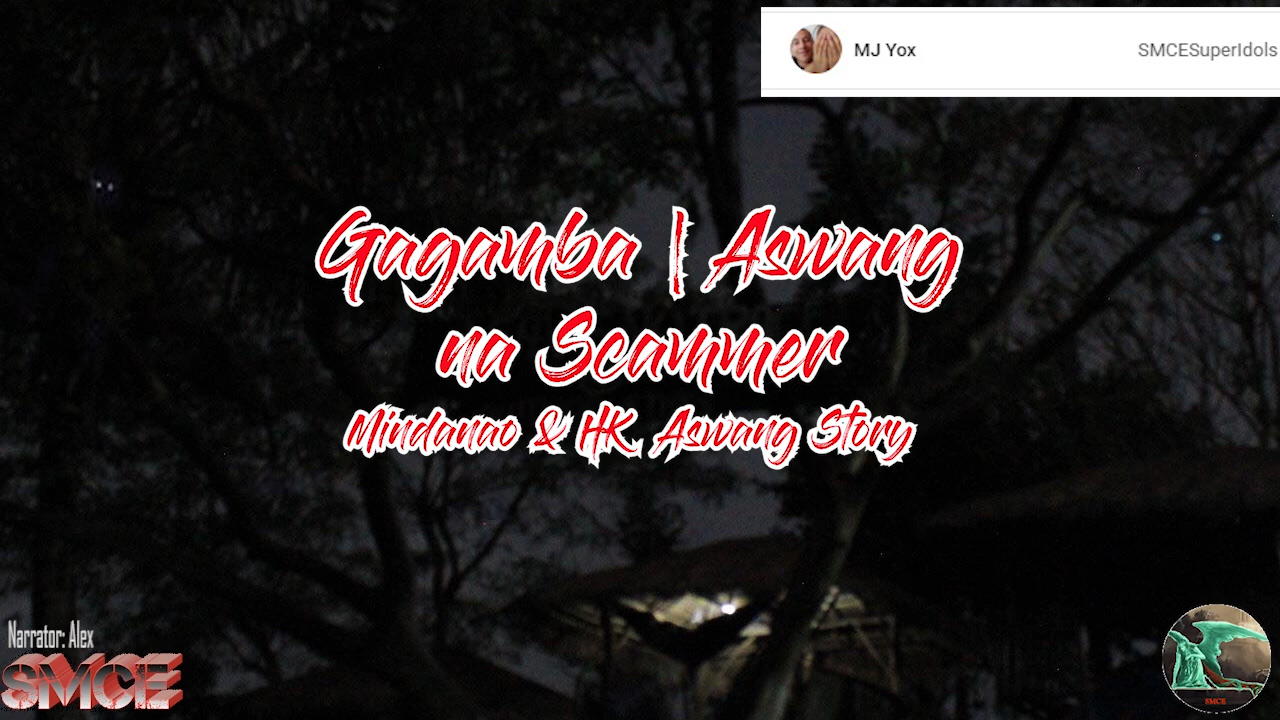 MJ Yox
SMCESuperIdols
Gagamba | Aswang
na Scammer
Mindanao & HK Aswang Story
Narrator: Alex
SMCE
SMCE